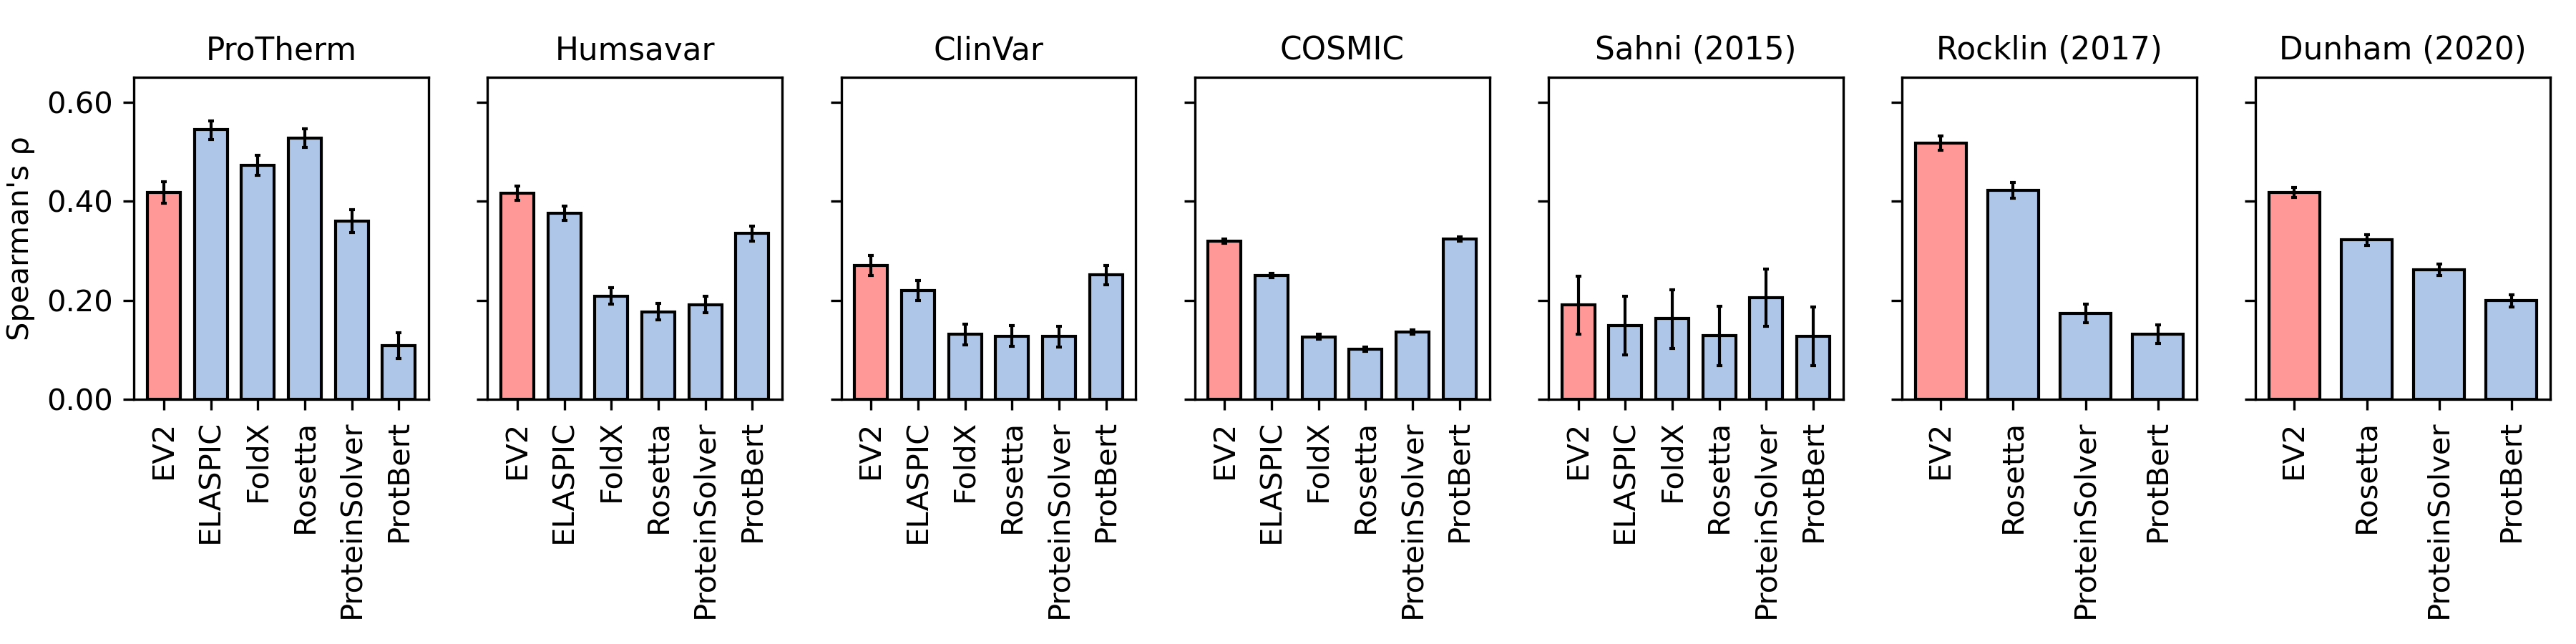 ProTherm
Humsavar
ClinVar
COSMIC
Sahni (2015)
Rocklin (2017)
Dunham (2020)
Spearman's ρ
0.60
0.40
0.20
0.00
EV2
ELASPIC
FoldX
Rosetta
ProteinSolver
ProtBert
EV2
ELASPIC
FoldX
Rosetta
ProteinSolver
ProtBert
EV2
ELASPIC
FoldX
Rosetta
ProteinSolver
ProtBert
EV2
ELASPIC
FoldX
Rosetta
ProteinSolver
ProtBert
EV2
ELASPIC
FoldX
Rosetta
ProteinSolver
ProtBert
EV2
Rosetta
ProteinSolver
ProtBert
EV2
Rosetta
ProteinSolver
ProtBert